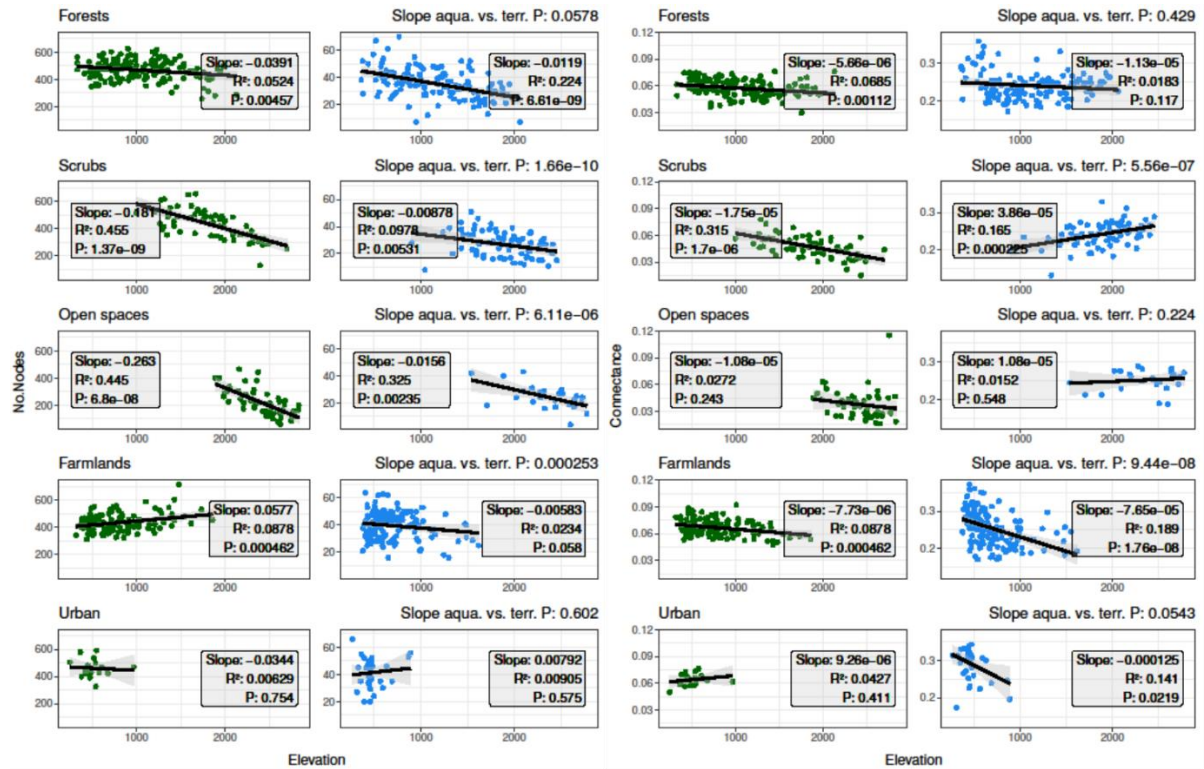 Forests
Slope aqua. vs. terr. P: 0.0578
Forests
Slope aqua. vs. terr. P: 0.429
600
400
200
Slope: −0.0391
R²: 0.0524
P: 0.00457
60
40
20
Slope: −0.0119
R²: 0.224
P: 6.61e−09
0.12
0.09
0.06
0.03
Slope: −5.66e−06
R²: 0.0685
P: 0.00112
0.3
0.2
Slope: −1.13e−05
R²: 0.0183
P: 0.117
1000 2000
1000 2000
1000 2000
1000 2000
Scrubs
Slope aqua. vs. terr. P: 1.66e−10
Scrubs
Slope aqua. vs. terr. P: 5.56e−07
600
400
200
Slope: −0.181
R²: 0.455
P: 1.37e−09
60
40
20
Slope: −0.00878
R²: 0.0978
P: 0.00531
0.12
0.09
0.06
0.03
Slope: −1.75e−05
R²: 0.315
P: 1.7e−06
0.3
0.2
Slope: 3.86e−05
R²: 0.165
P: 0.000225
1000 2000
1000 2000
1000 2000
1000 2000
Open spaces
Slope aqua. vs. terr. P: 6.11e−06
Open spaces
Slope aqua. vs. terr. P: 0.224
No.Nodes
600
400
200
Slope: −0.263
R²: 0.445
P: 6.8e−08
60
40
20
Slope: −0.0156
R²: 0.325
P: 0.00235
Connectance
0.12
0.09
0.06
0.03
Slope: −1.08e−05
R²: 0.0272
P: 0.243
0.3
0.2
Slope: 1.08e−05
R²: 0.0152
P: 0.548
1000 2000
1000 2000
1000 2000
1000 2000
Farmlands
Slope aqua. vs. terr. P: 0.000253
Farmlands
Slope aqua. vs. terr. P: 9.44e−08
600
400
200
Slope: 0.0577
R²: 0.0878
P: 0.000462
60
40
20
Slope: −0.00583
R²: 0.0234
P: 0.058
0.12
0.09
0.06
0.03
Slope: −7.73e−06
R²: 0.0878
P: 0.000462
0.3
0.2
Slope: −7.65e−05
R²: 0.189
P: 1.76e−08
1000 2000
1000 2000
1000 2000
1000 2000
Urban
Slope aqua. vs. terr. P: 0.602
Urban
Slope aqua. vs. terr. P: 0.0543
600
400
200
Slope: −0.0344
R²: 0.00629
P: 0.754
60
40
20
Slope: 0.00792
R²: 0.00905
P: 0.575
0.12
0.09
0.06
0.03
Slope: 9.26e−06
R²: 0.0427
P: 0.411
0.3
0.2
Slope: −0.000125
R²: 0.141
P: 0.0219
1000 2000
1000 2000
1000 2000
1000 2000
Elevation
Elevation